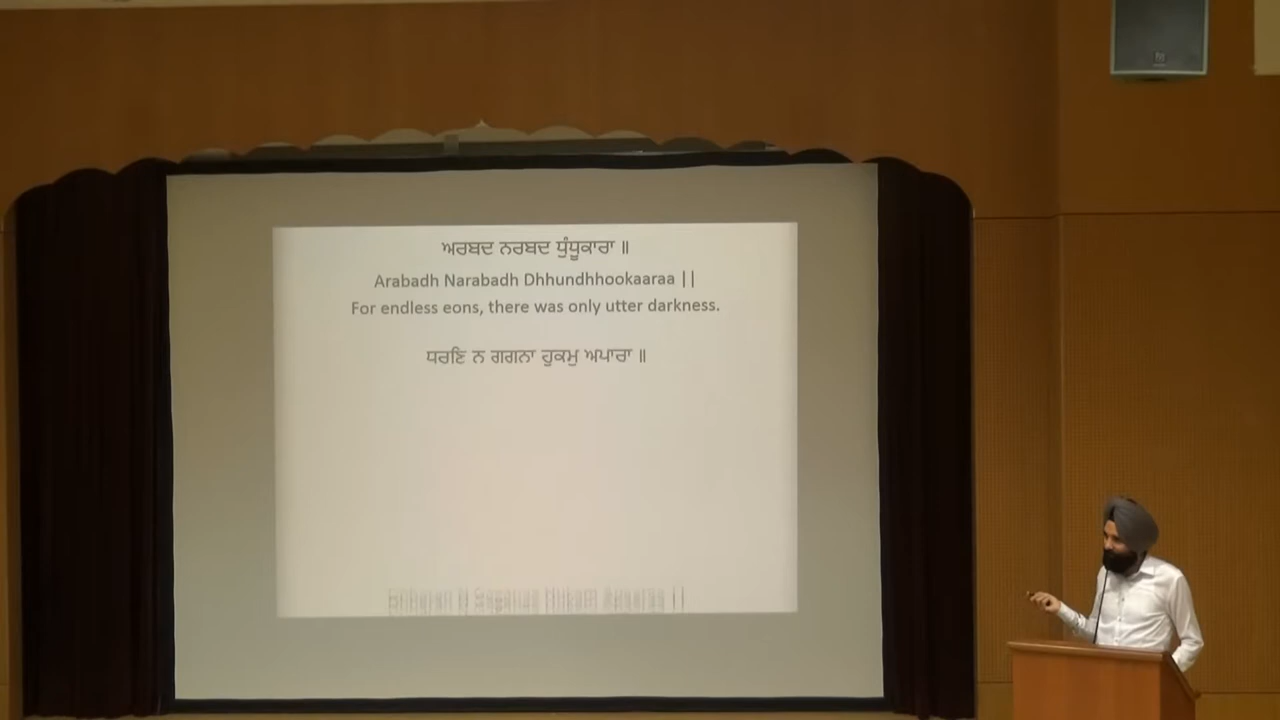 ਅਰਬਦ ਨਰਬਦ ਧੁੰਧੂਕਾਰਾ ॥
Arabadh Narabadh Dhhundhhookaaraa ||
For endless eons, there was only utter darkness.
ਧਰਣਿ ਨ ਗਗਨਾ ਹੁਕਮੁ ਅਪਾਰਾ ॥